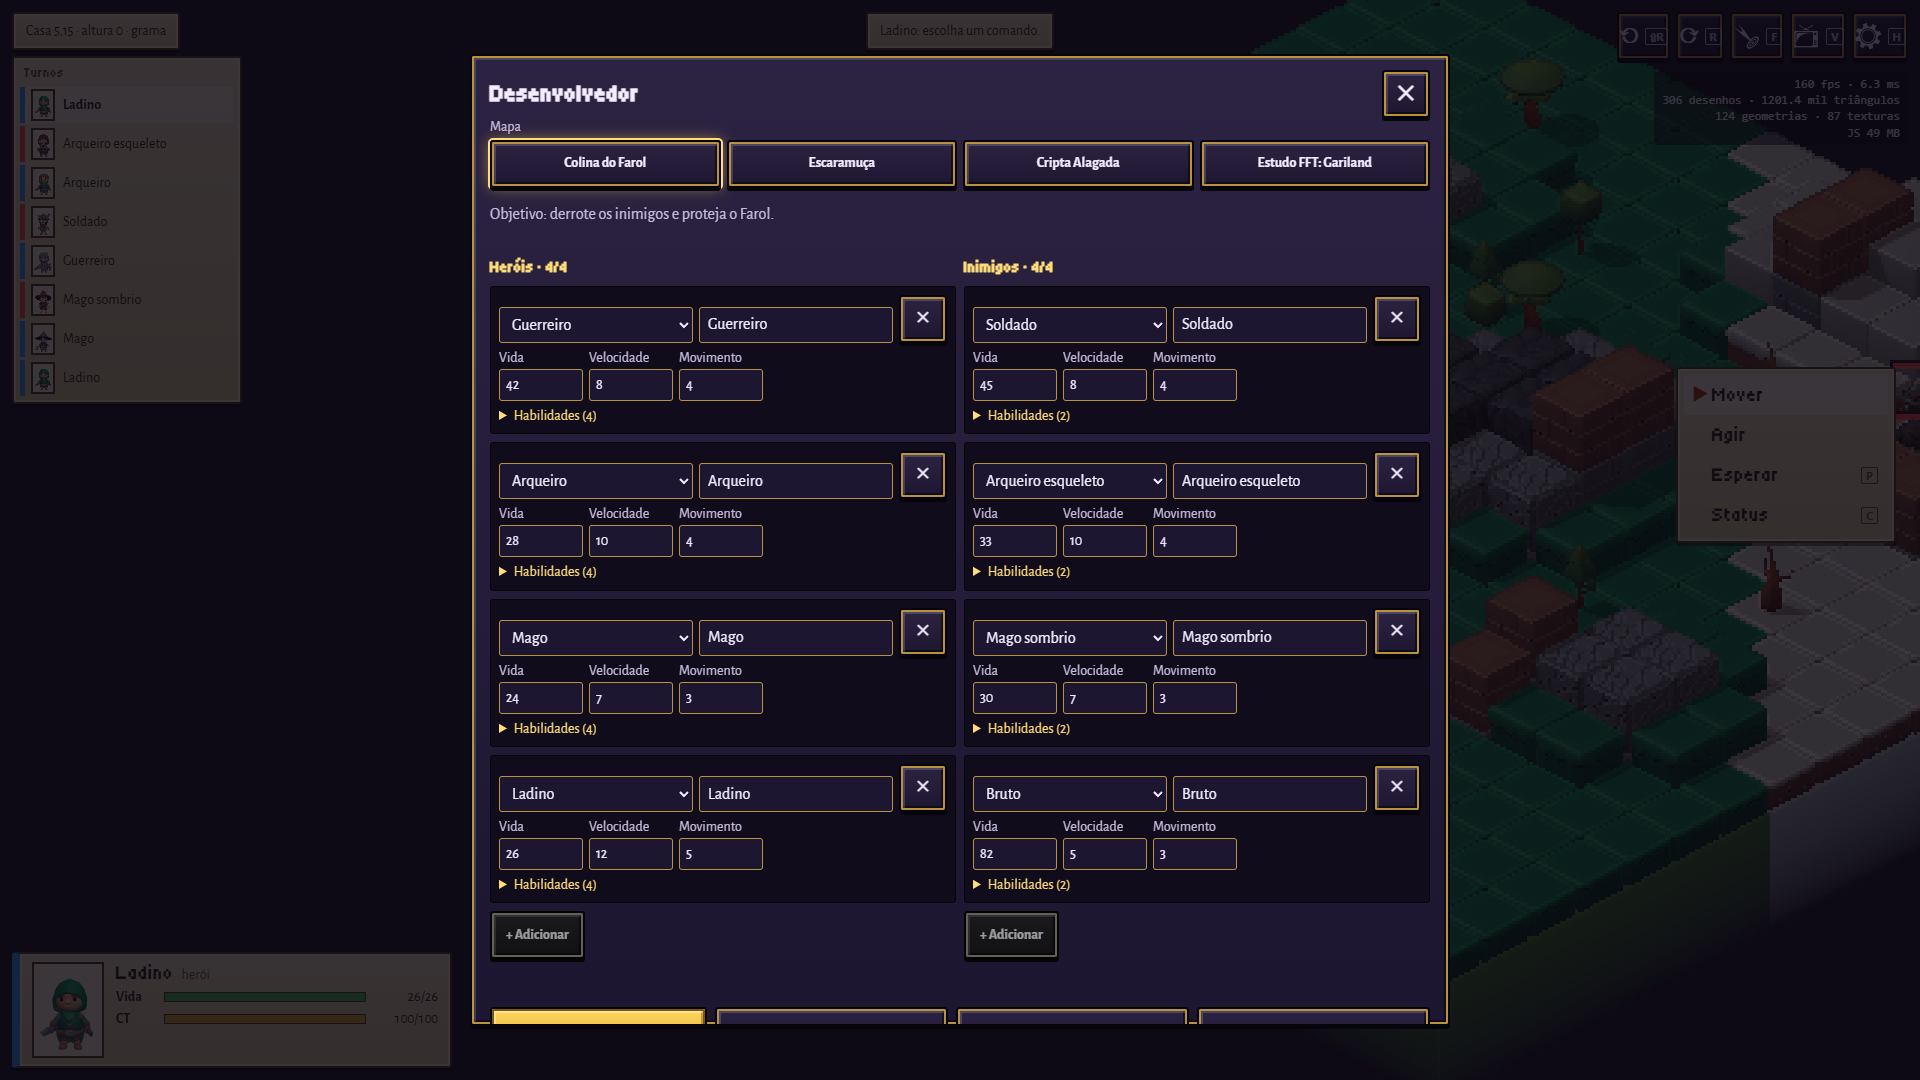 Casa 5,15 · altura 0 · grama
Ladino: escolha um comando.
R
R
F
V
H
160 fps · 6.3 ms
306 desenhos · 1201.4 mil triângulos
124 geometrias · 87 texturas
JS 49 MB
Turnos
Ladino
Arqueiro esqueleto
Arqueiro
Soldado
Guerreiro
Mago sombrio
Mago
Ladino
Desenvolvedor
Mapa
Colina do Farol
Escaramuça
Cripta Alagada
Estudo FFT: Gariland
Objetivo: derrote os inimigos e proteja o Farol.
Heróis · 4/4
Guerreiro Guerreiro
Vida Velocidade Movimento
42 8 4
Habilidades (4)
Arqueiro Arqueiro
Vida Velocidade Movimento
28 10 4
Habilidades (4)
Mago Mago
Vida Velocidade Movimento
24 7 3
Habilidades (4)
Ladino Ladino
Vida Velocidade Movimento
26 12 5
Habilidades (4)
+ Adicionar
Inimigos · 4/4
Soldado Soldado
Vida Velocidade Movimento
45 8 4
Habilidades (2)
Arqueiro esqueleto Arqueiro esqueleto
Vida Velocidade Movimento
33 10 4
Habilidades (2)
Mago sombrio Mago sombrio
Vida Velocidade Movimento
30 7 3
Habilidades (2)
Bruto Bruto
Vida Velocidade Movimento
82 5 3
Habilidades (2)
+ Adicionar
Mover
Agir
Esperar P
Status C
Ladino herói
Vida 26/26
CT 100/100